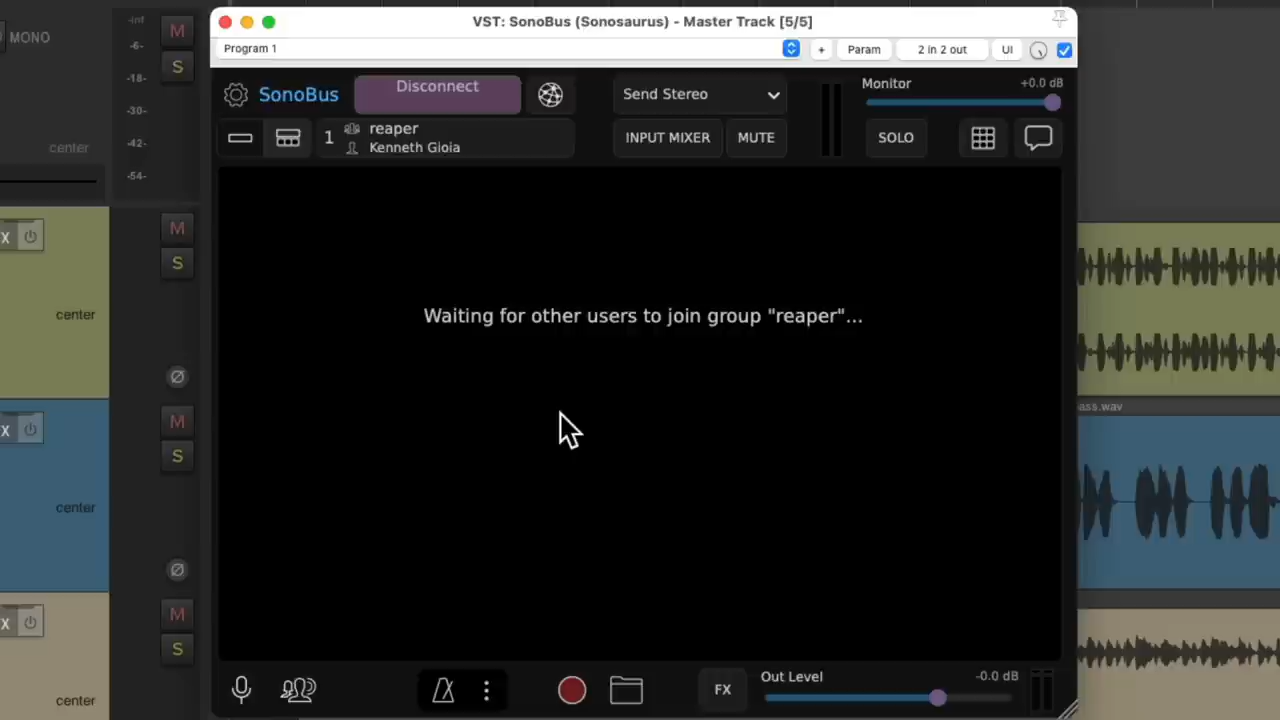 VST: SonoBus (Sonosaurus) - Master Track [5/5]
Program 1
+
Param
2 in 2 out
UI
SonoBus
Disconnect
Send Stereo
Monitor
+0.0 dB
1
reaper
Kenneth Gioia
INPUT MIXER
MUTE
SOLO
Waiting for other users to join group "reaper"...
FX
Out Level
-0.0 dB
MONO
-inf
-6-
-18-
-30-
-42-
-54-
center
M
S
X
center
M
S
Ø
X
center
M
S
Ø
X
center
M
S
ass.wav